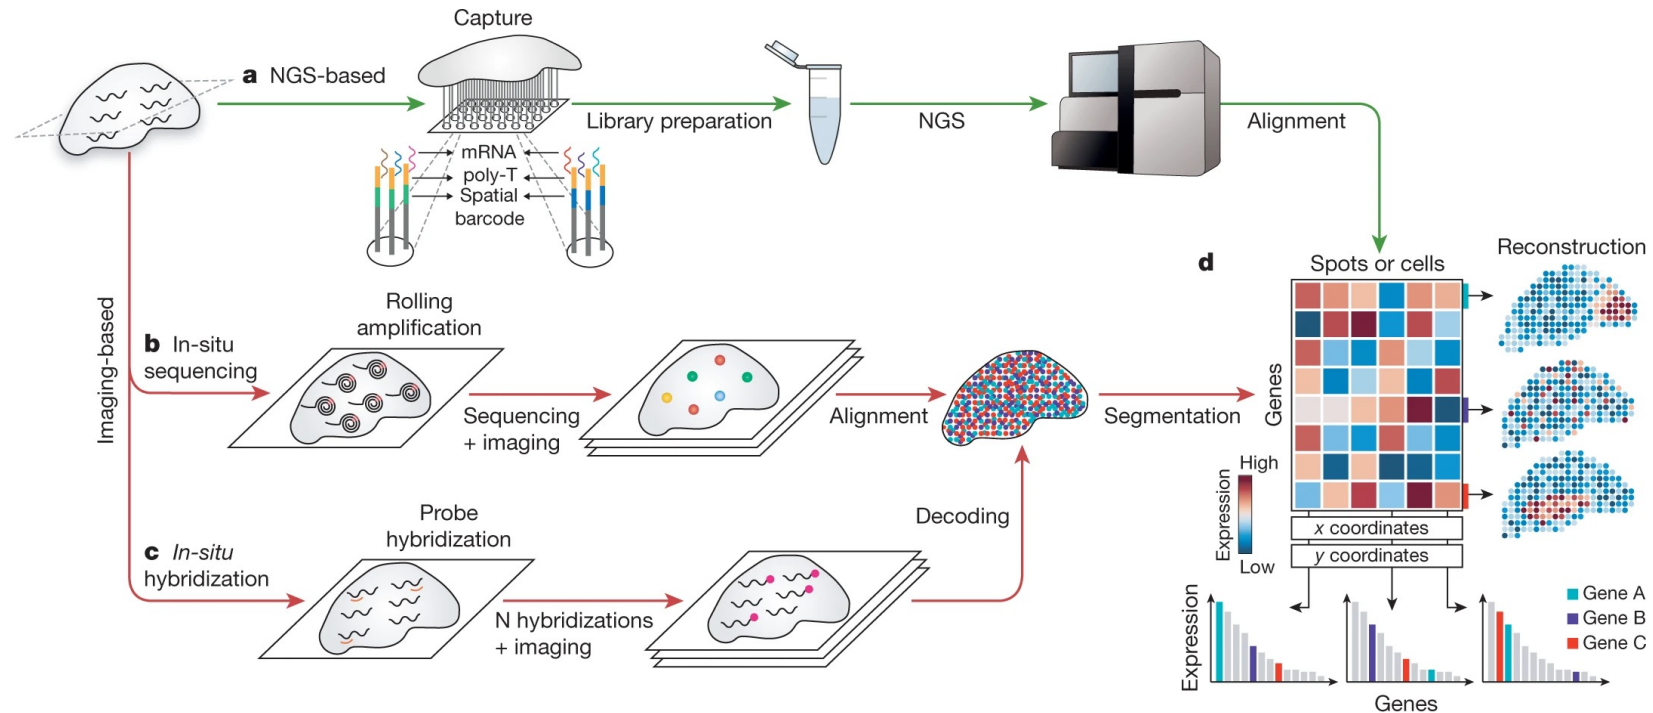 Capture
a NGS-based
Library preparation
NGS
Alignment
mRNA
poly-T
Spatial
barcode
Imaging-based
Rolling
amplification
b In-situ
sequencing
Sequencing
+ imaging
Alignment
Segmentation
Probe
hybridization
c In-situ
hybridization
N hybridizations
+ imaging
Decoding
d
Spots or cells
Reconstruction
Genes
High
Expression
Low
x coordinates
y coordinates
Expression
Genes
Gene A
Gene B
Gene C